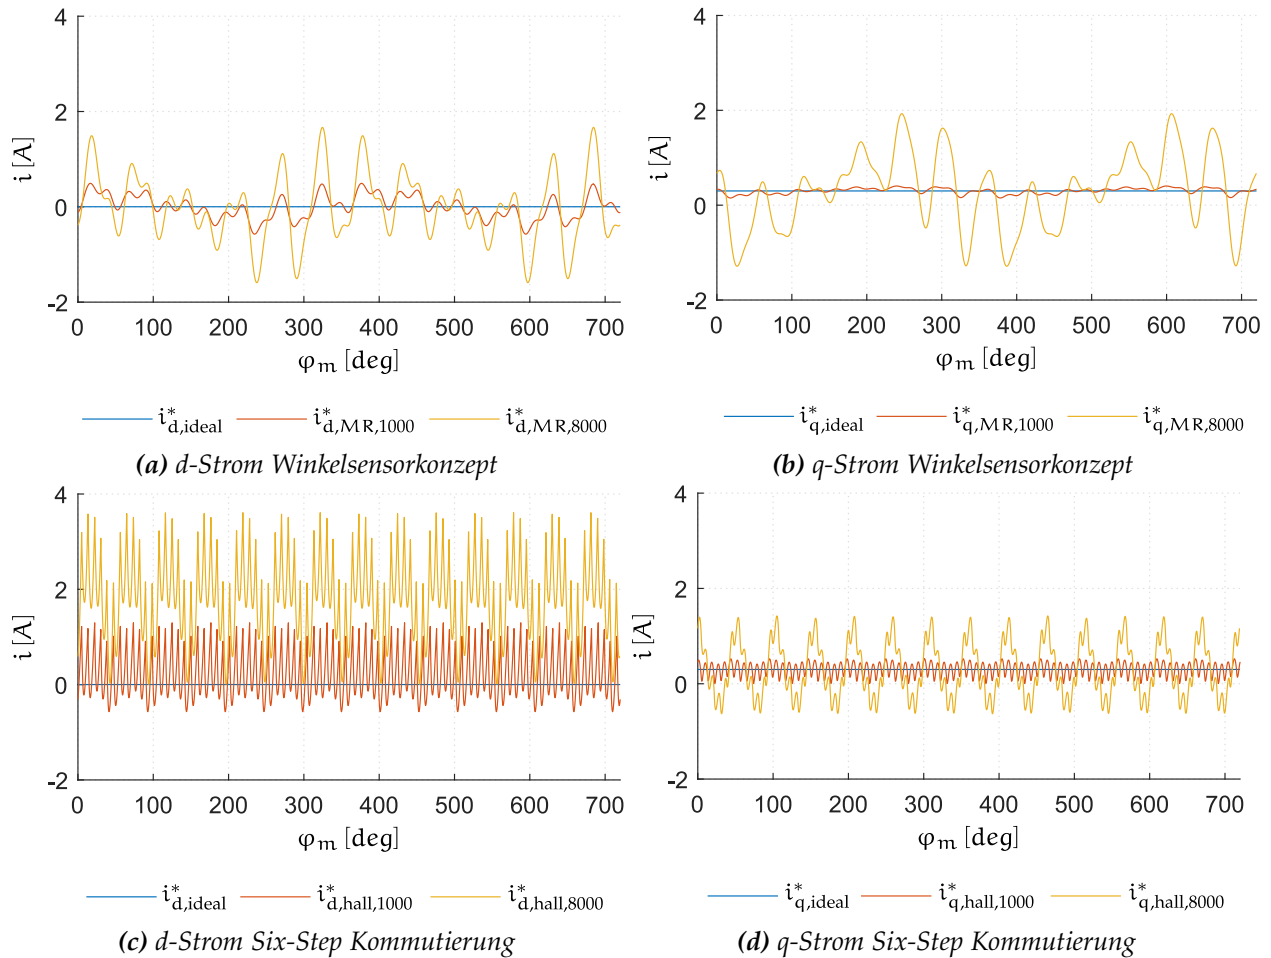 4
2
0
-2
i [A]
0 100 200 300 400 500 600 700
φm [deg]
i*d,ideal i*d,MR,1000 i*d,MR,8000
(a) d-Strom Winkelsensorkonzept
4
2
0
-2
i [A]
0 100 200 300 400 500 600 700
φm [deg]
i*q,ideal i*q,MR,1000 i*q,MR,8000
(b) q-Strom Winkelsensorkonzept
4
2
0
-2
i [A]
0 100 200 300 400 500 600 700
φm [deg]
i*d,ideal i*d,hall,1000 i*d,hall,8000
(c) d-Strom Six-Step Kommutierung
4
2
0
-2
i [A]
0 100 200 300 400 500 600 700
φm [deg]
i*q,ideal i*q,hall,1000 i*q,hall,8000
(d) q-Strom Six-Step Kommutierung